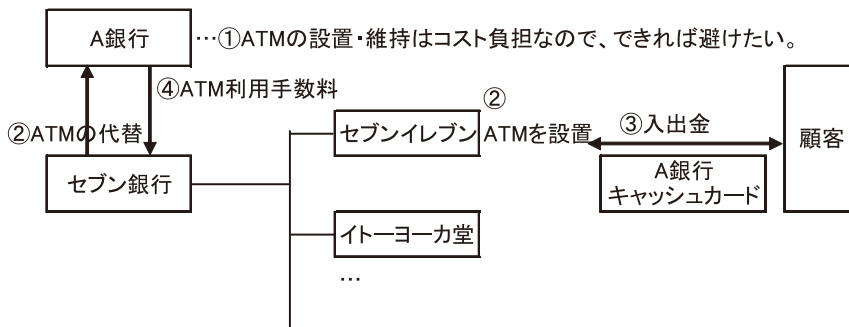 A銀行
…①ATMの設置・維持はコスト負担なので、できれば避けたい。
④ATM利用手数料
②ATMの代替
セブン銀行
セブンイレブン
②
ATMを設置
③入出金
A銀行
キャッシュカード
顧客
イトーヨーカ堂
…